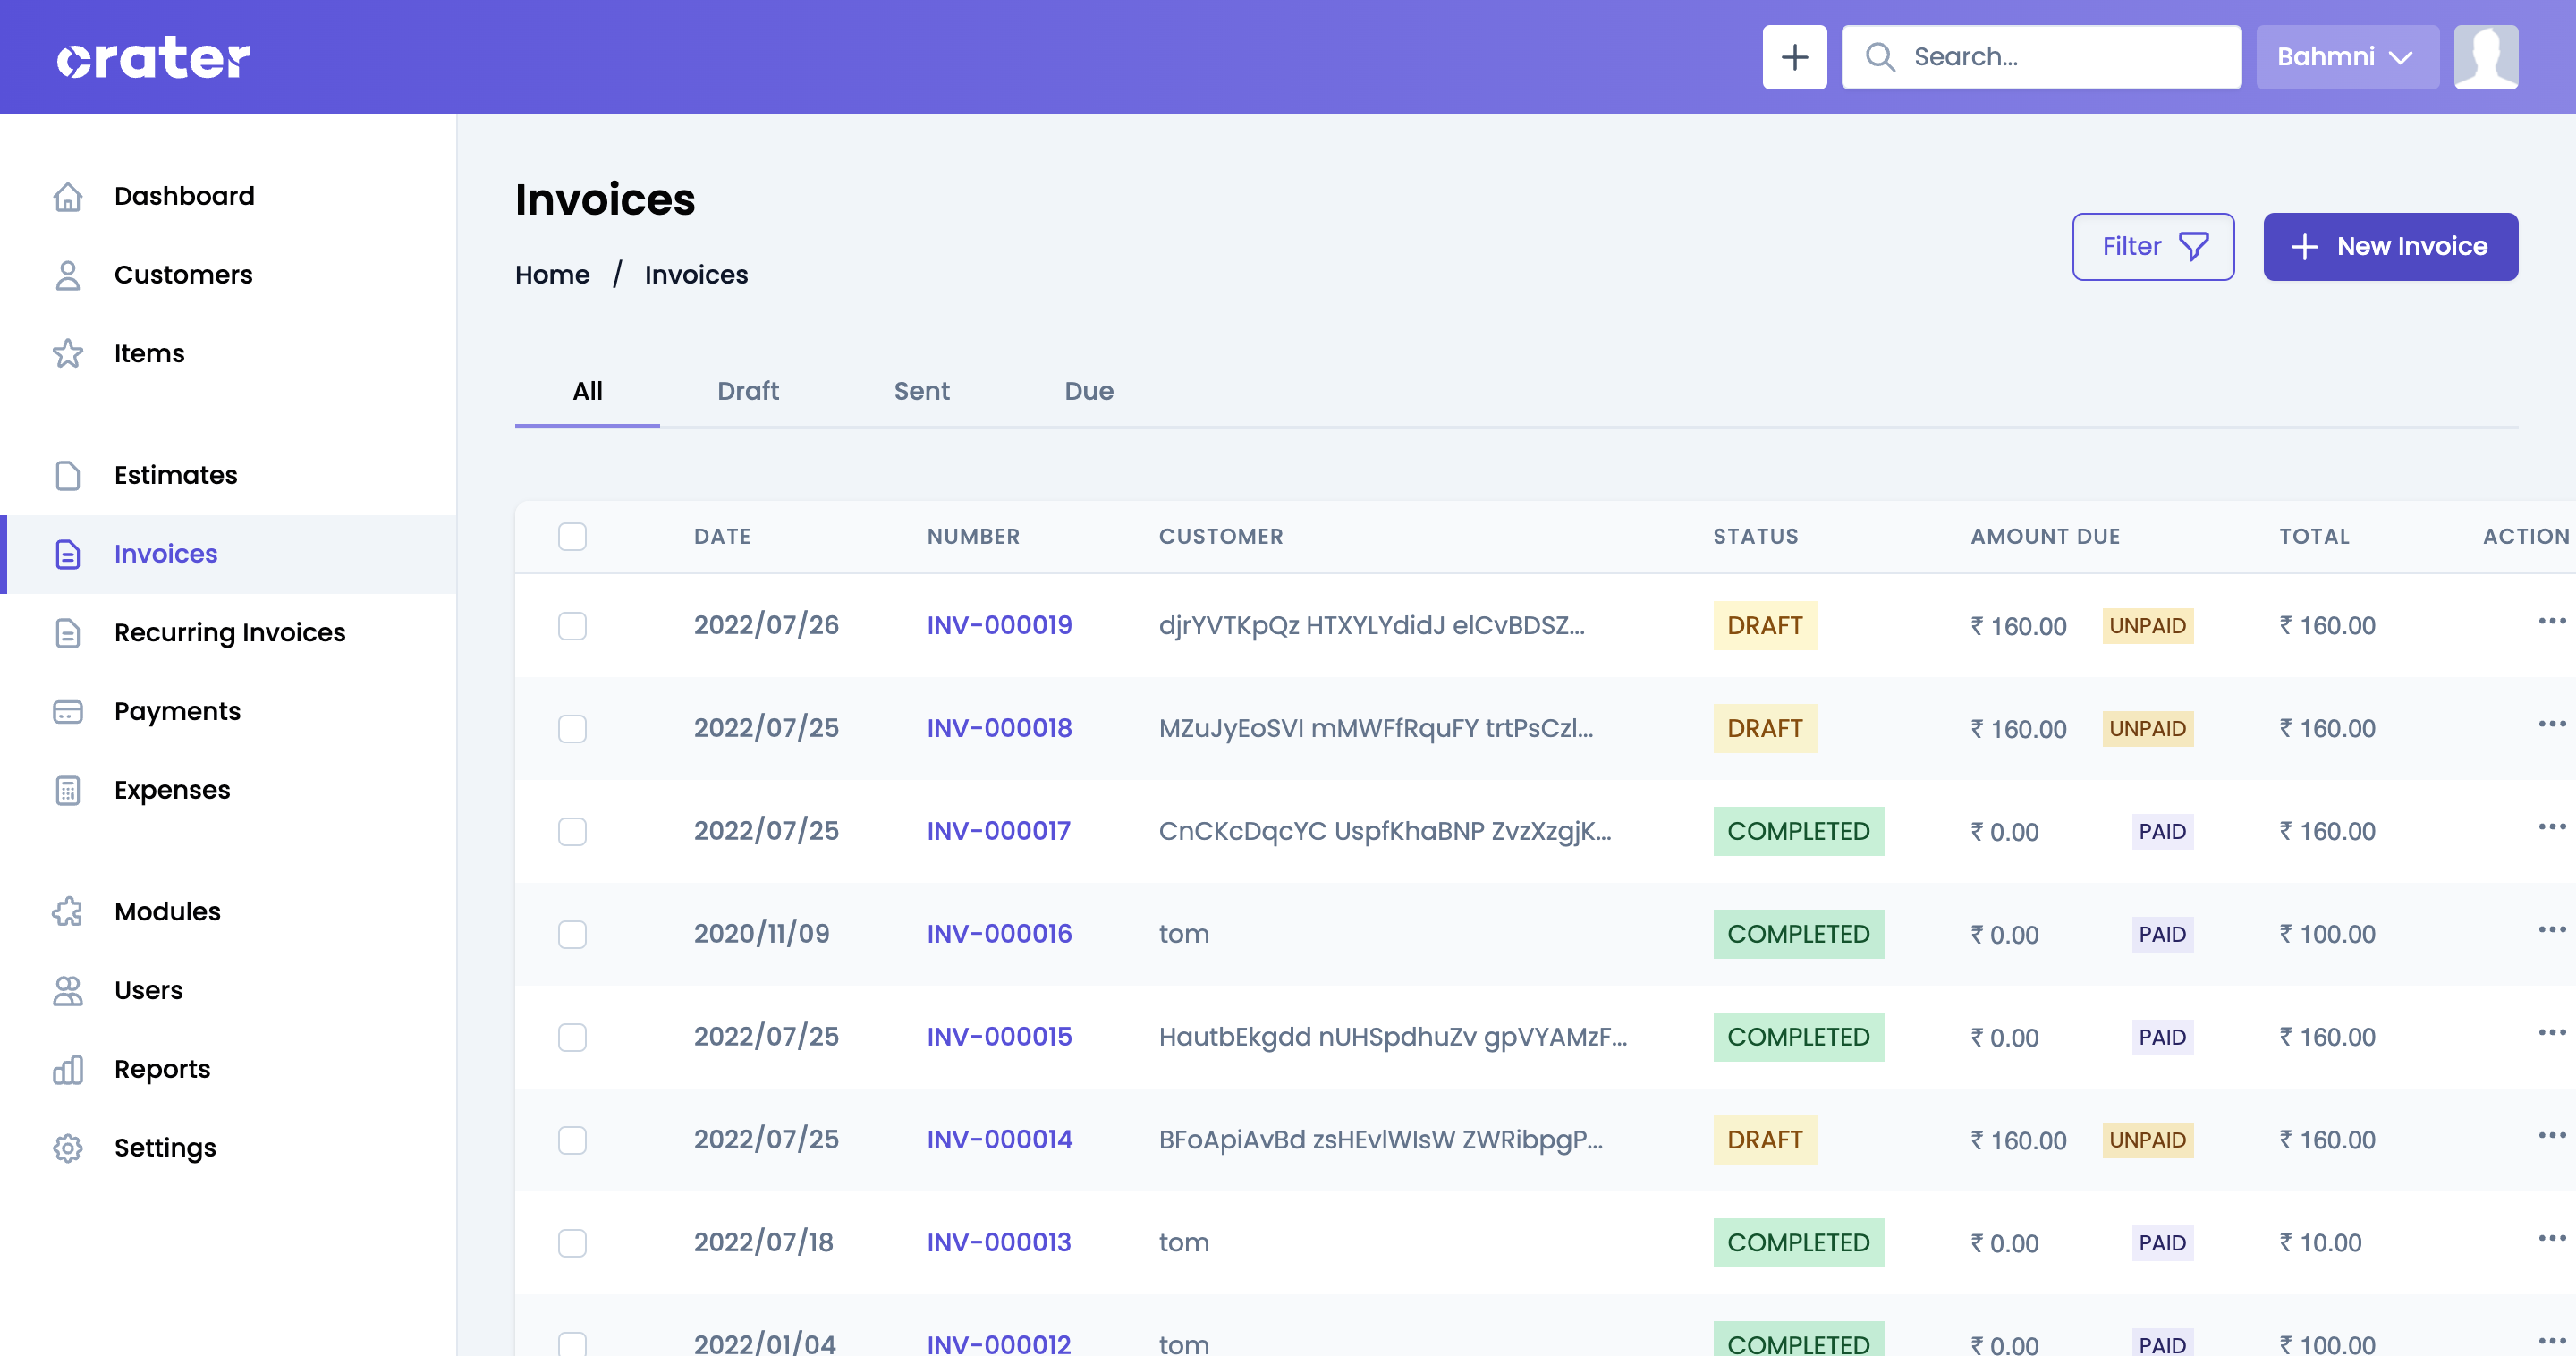 crater
Search...
Bahmni
Dashboard
Customers
Items
Estimates
Invoices
Recurring Invoices
Payments
Expenses
Modules
Users
Reports
Settings
Invoices
Home / Invoices
Filter
New Invoice
All Draft Sent Due
DATE NUMBER CUSTOMER STATUS AMOUNT DUE TOTAL ACTION
2022/07/26 INV-000019 djrYVTKpQz HTXYLYdidJ elCvBDSZ... DRAFT ₹ 160.00 UNPAID ₹ 160.00
2022/07/25 INV-000018 MZuJyEoSVI mMWFfRquFY trtPsCzl... DRAFT ₹ 160.00 UNPAID ₹ 160.00
2022/07/25 INV-000017 CnCKcDqcYC UspfKhaBNP ZvzXzgjK... COMPLETED ₹ 0.00 PAID ₹ 160.00
2020/11/09 INV-000016 tom COMPLETED ₹ 0.00 PAID ₹ 100.00
2022/07/25 INV-000015 HautbEkgdd nUHSpdhuZv gpVYAMzF... COMPLETED ₹ 0.00 PAID ₹ 160.00
2022/07/25 INV-000014 BFoApiAvBd zsHEvlWIsW ZWRibpgP... DRAFT ₹ 160.00 UNPAID ₹ 160.00
2022/07/18 INV-000013 tom COMPLETED ₹ 0.00 PAID ₹ 10.00
2022/01/04 INV-000012 tom COMPLETED ₹ 0.00 PAID ₹ 100.00